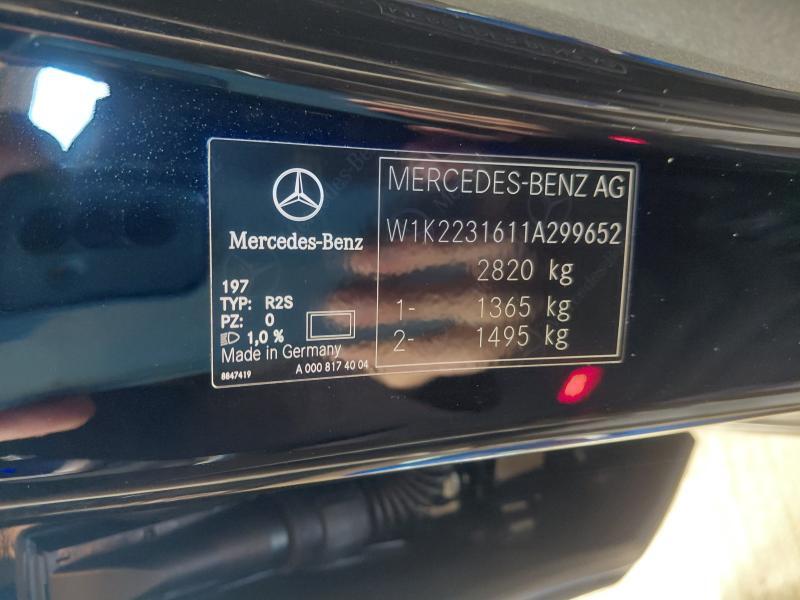 Mercedes-Benz
197
TYP: R2S
PZ: 0
1,0 %
Made in Germany
8847419
A 000 817 40 04
MERCEDES-BENZ AG
W1K2231611A299652
2820 kg
1- 1365 kg
2- 1495 kg